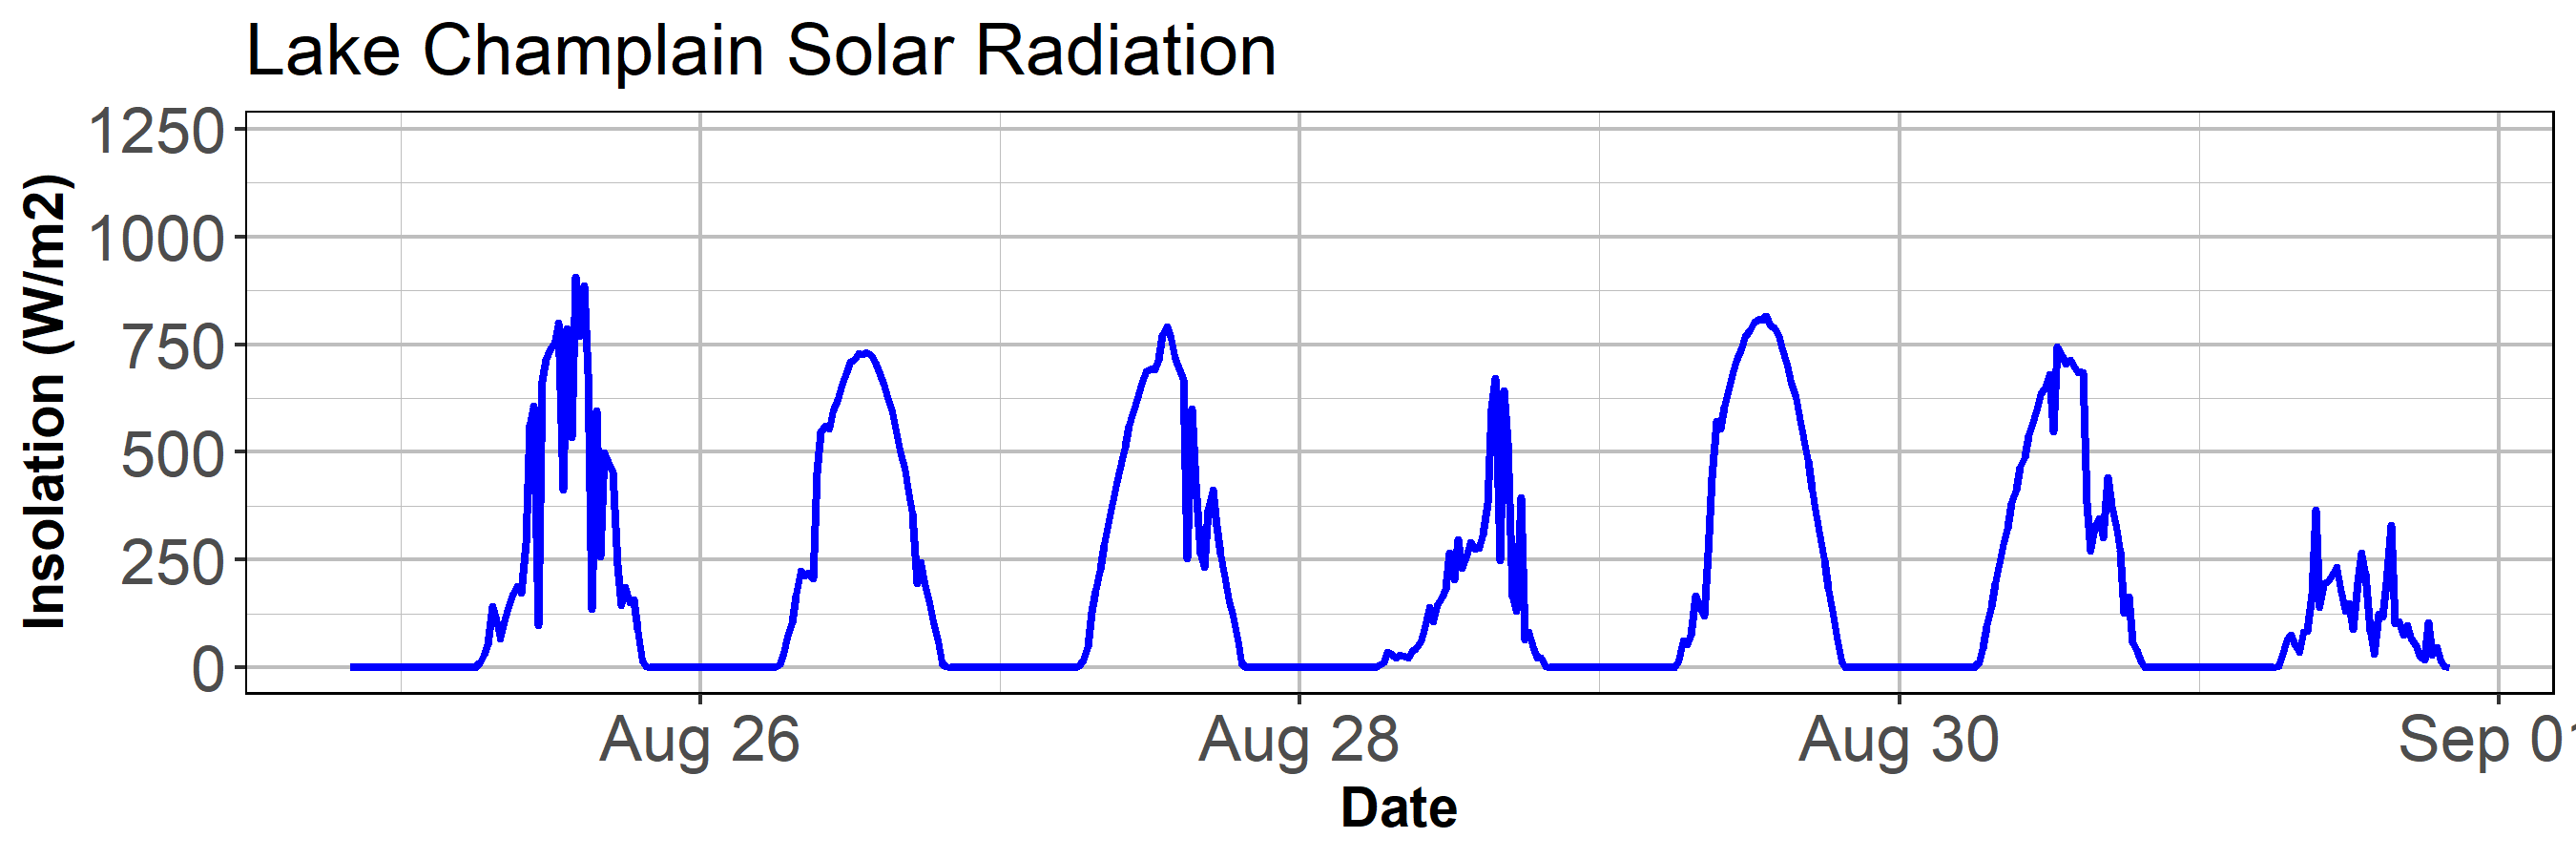 Lake Champlain Solar Radiation
1250
1000
750
500
250
0
Insolation (W/m2)
Aug 26 Aug 28 Aug 30 Sep 01
Date